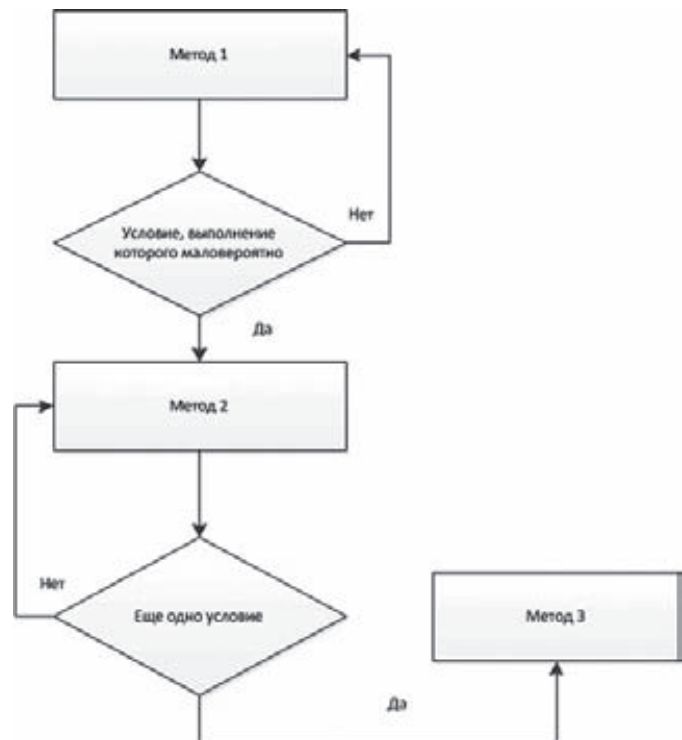 Метод 1
Нет
Условие, выполнение
которого маловероятно
Да
Метод 2
Нет
Еще одно условие
Метод 3
Да